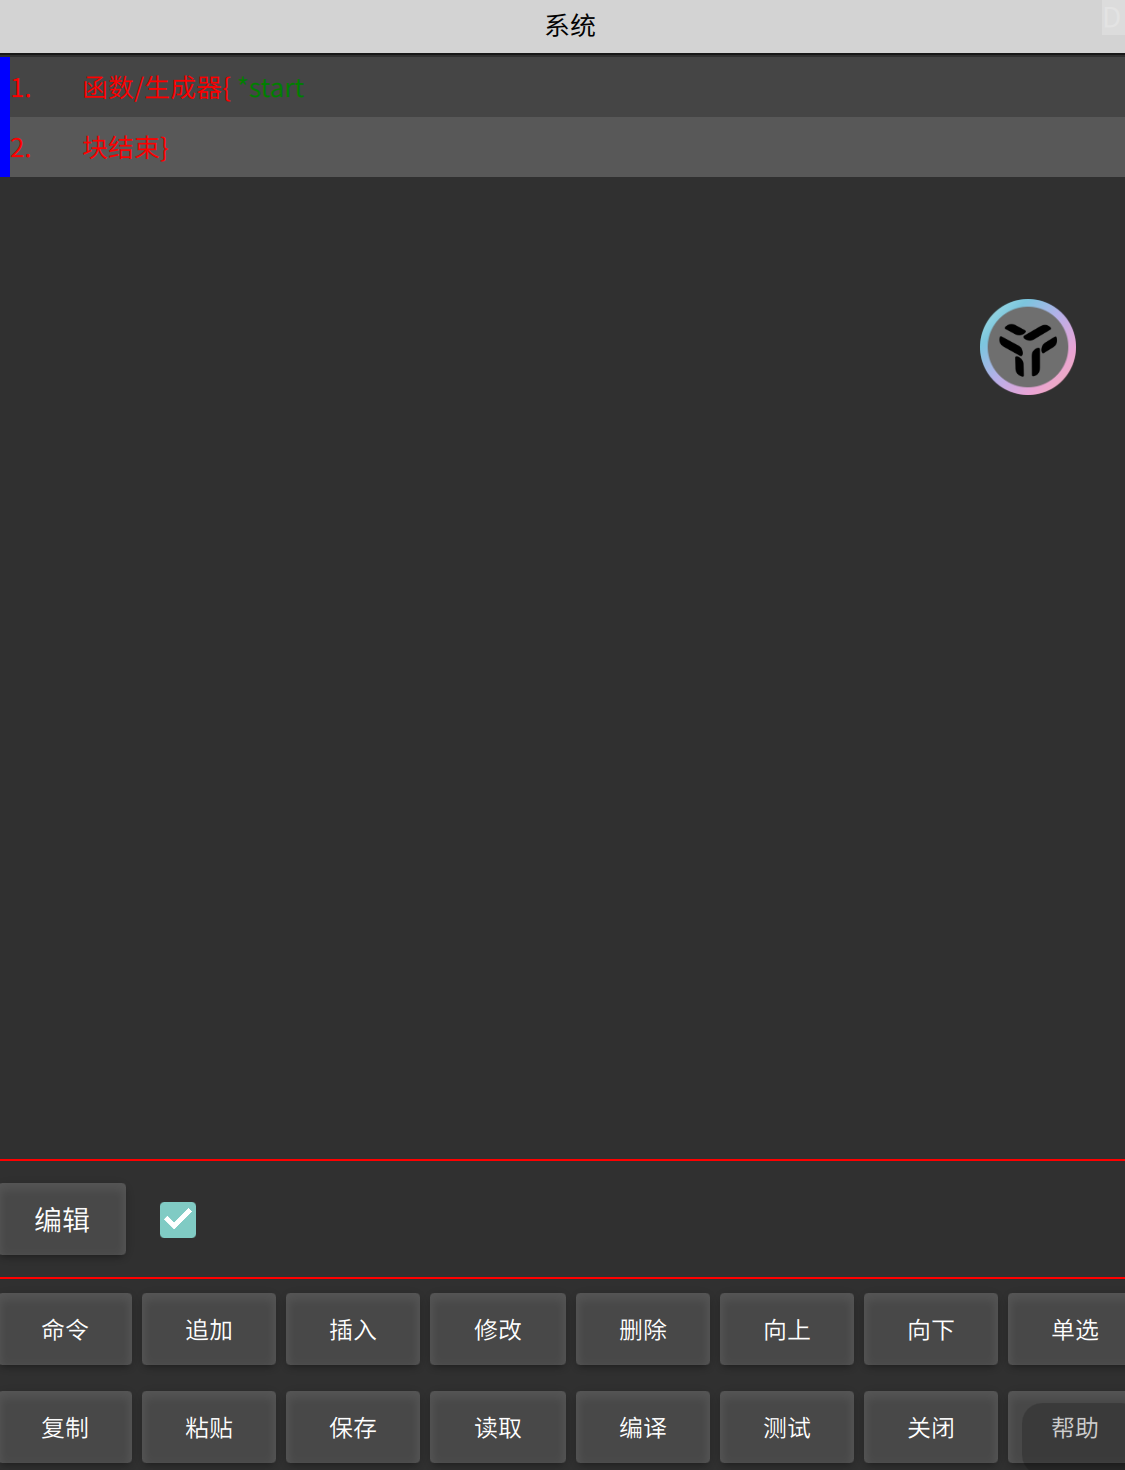 系统
D
1. 函数/生成器{ *start
2. 块结束}
编辑
命令 追加 插入 修改 删除 向上 向下 单选
复制 粘贴 保存 读取 编译 测试 关闭 帮助